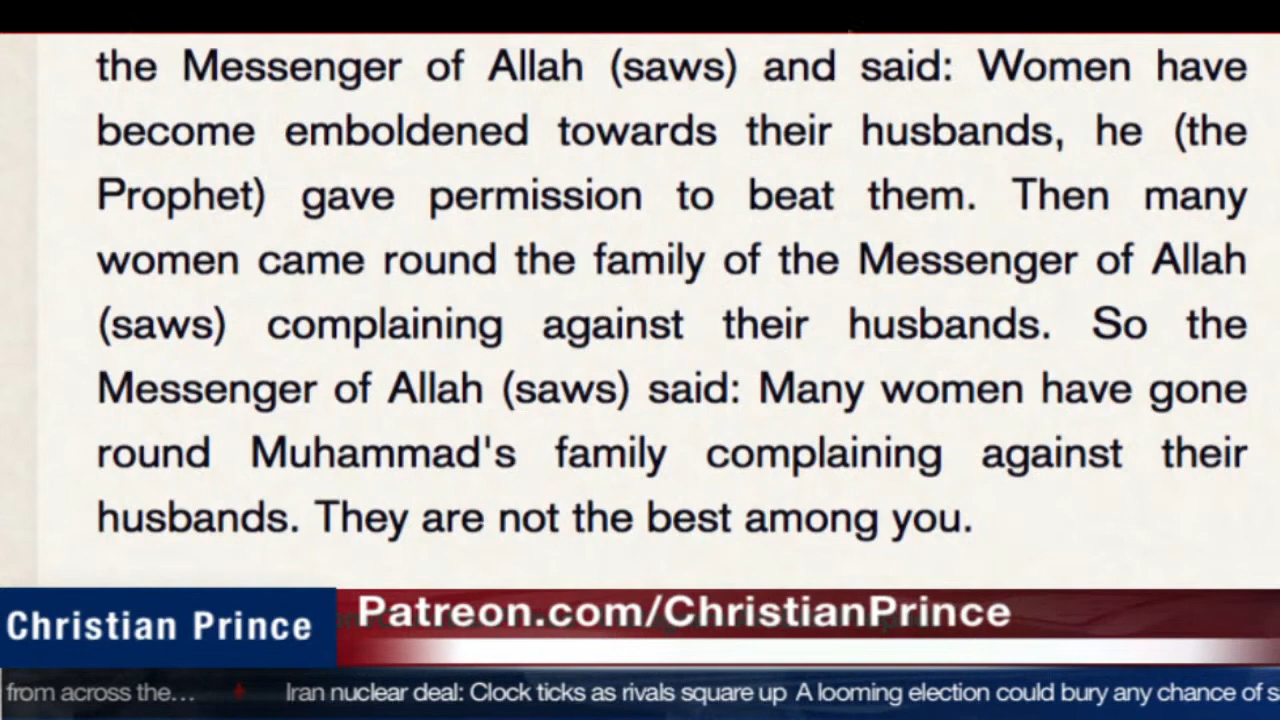 the Messenger of Allah (saws) and said: Women have
become emboldened towards their husbands, he (the
Prophet) gave permission to beat them. Then many
women came round the family of the Messenger of Allah
(saws) complaining against their husbands. So the
Messenger of Allah (saws) said: Many women have gone
round Muhammad's family complaining against their
husbands. They are not the best among you.
Christian Prince
Patreon.com/ChristianPrince
from across the... Iran nuclear deal: Clock ticks as rivals square up A looming election could bury any chance of s